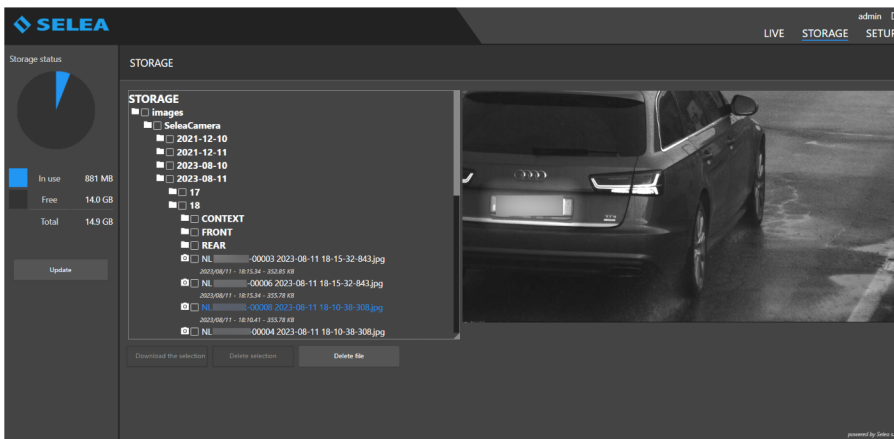 SELEA
admin
LIVE STORAGE SETUP
Storage status
In use 881 MB
Free 14.0 GB
Total 14.9 GB
Update
STORAGE
STORAGE
images
SeleaCamera
2021-12-10
2021-12-11
2023-08-10
2023-08-11
17
18
CONTEXT
FRONT
REAR
NL -00003 2023-08-11 18-15-32-843.jpg
2023/08/11 - 18:15.34 - 352.85 KB
NL -00006 2023-08-11 18-15-32-843.jpg
2023/08/11 - 18:15.34 - 355.78 KB
NL -00008 2023-08-11 18-10-38-308.jpg
2023/08/11 - 18:10.41 - 355.78 KB
NL -00004 2023-08-11 18-10-38-308.jpg
Download the selection Delete selection Delete file
powered by Selea